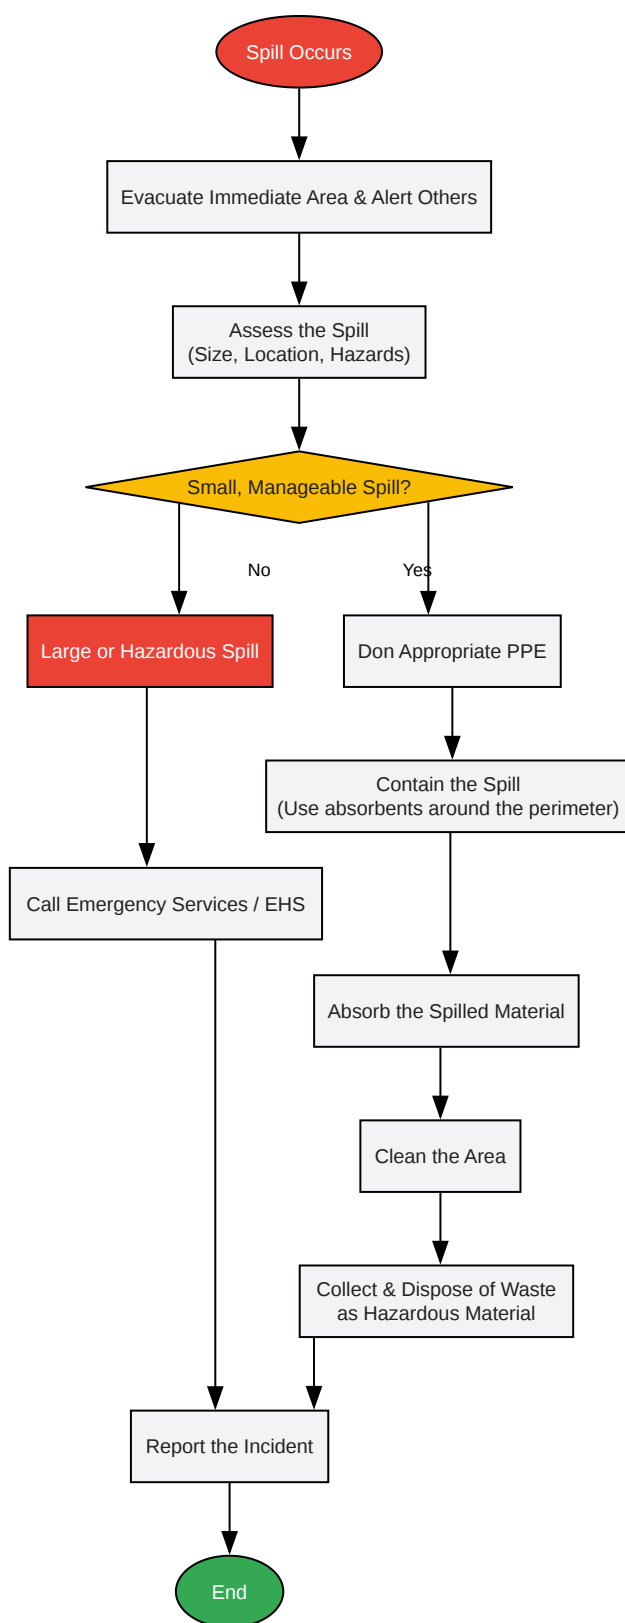 Spill Occurs
Evacuate Immediate Area & Alert Others
Assess the Spill
(Size, Location, Hazards)
Small, Manageable Spill?
No
Yes
Large or Hazardous Spill
Don Appropriate PPE
Contain the Spill
(Use absorbents around the perimeter)
Call Emergency Services / EHS
Absorb the Spilled Material
Clean the Area
Collect & Dispose of Waste
as Hazardous Material
Report the Incident
End